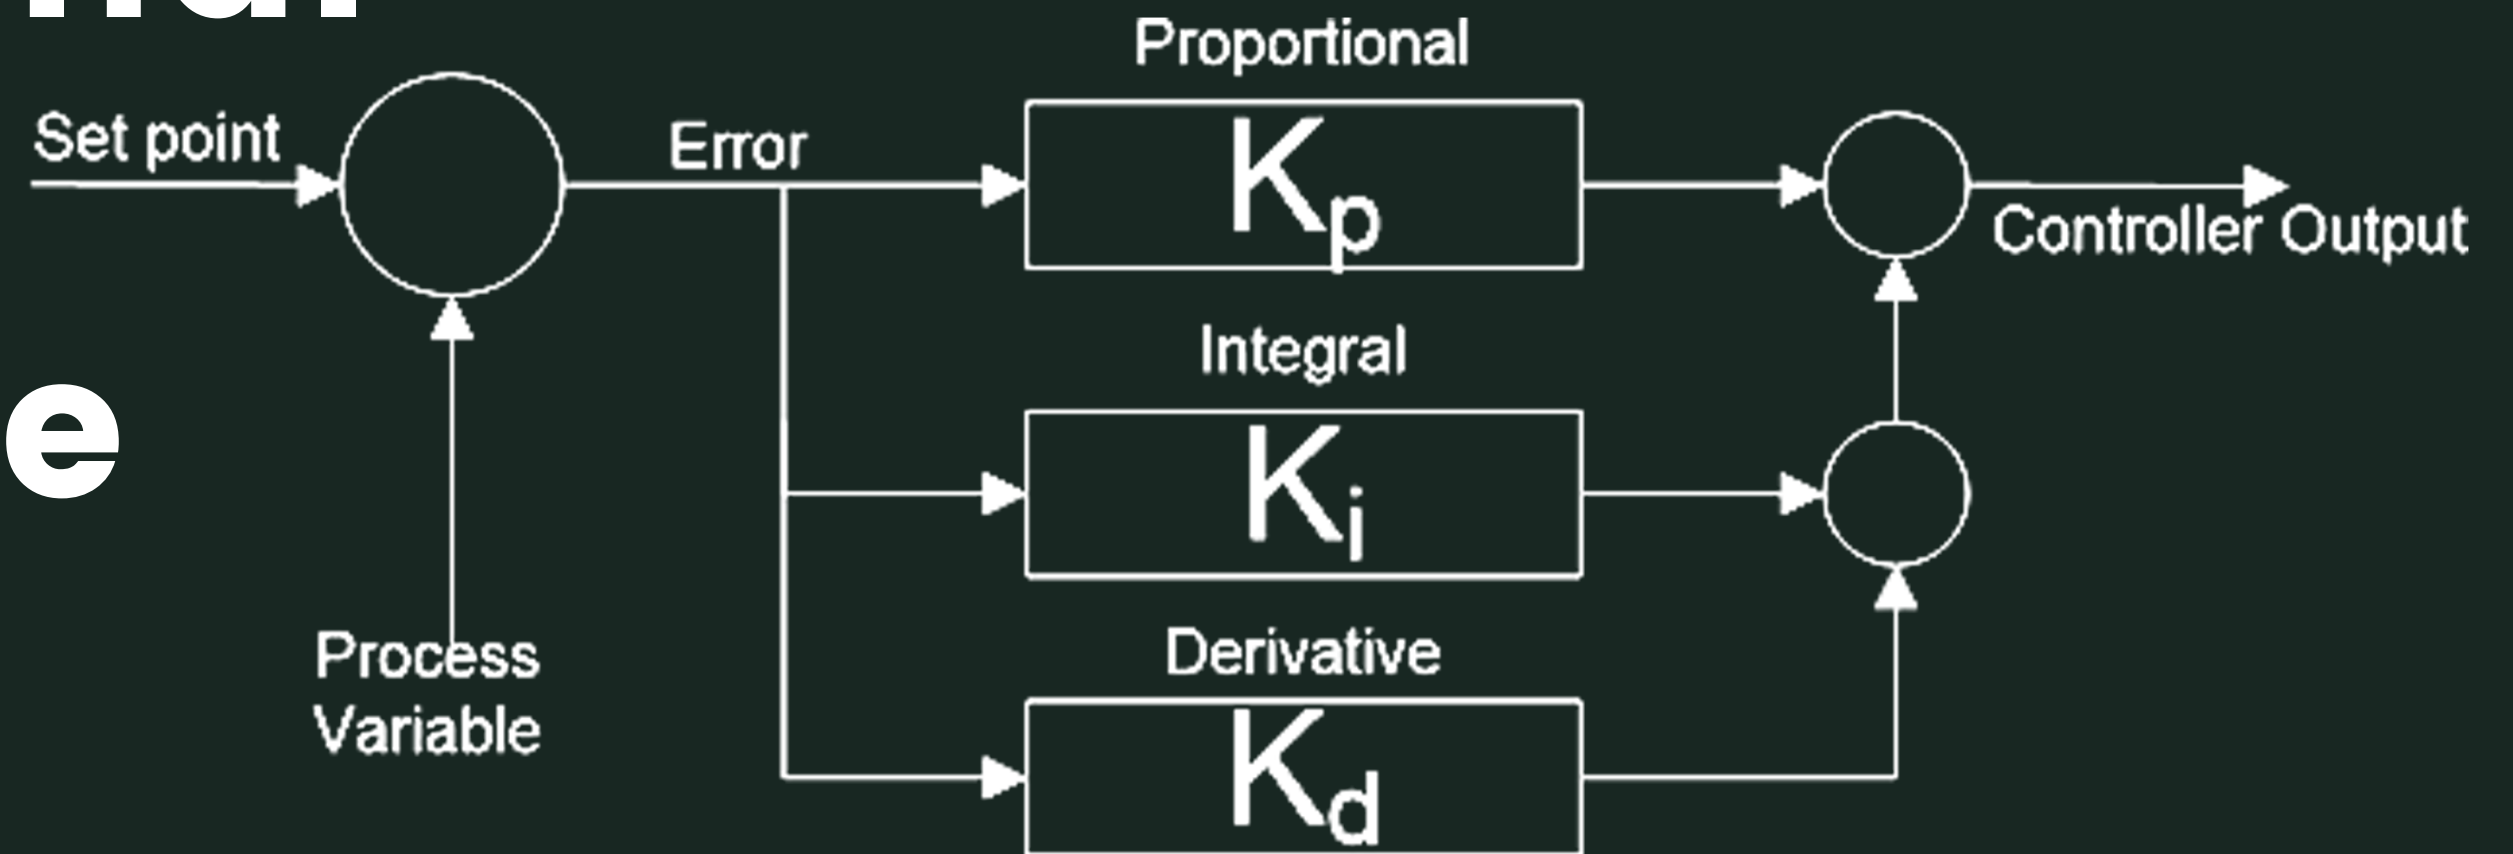 Proportional
Set point
Error
Kp
Controller Output
Integral
e
Ki
Process
Variable
Derivative
Kd